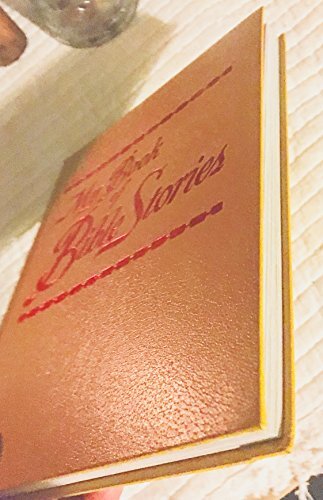 My Book
of
Bible Stories